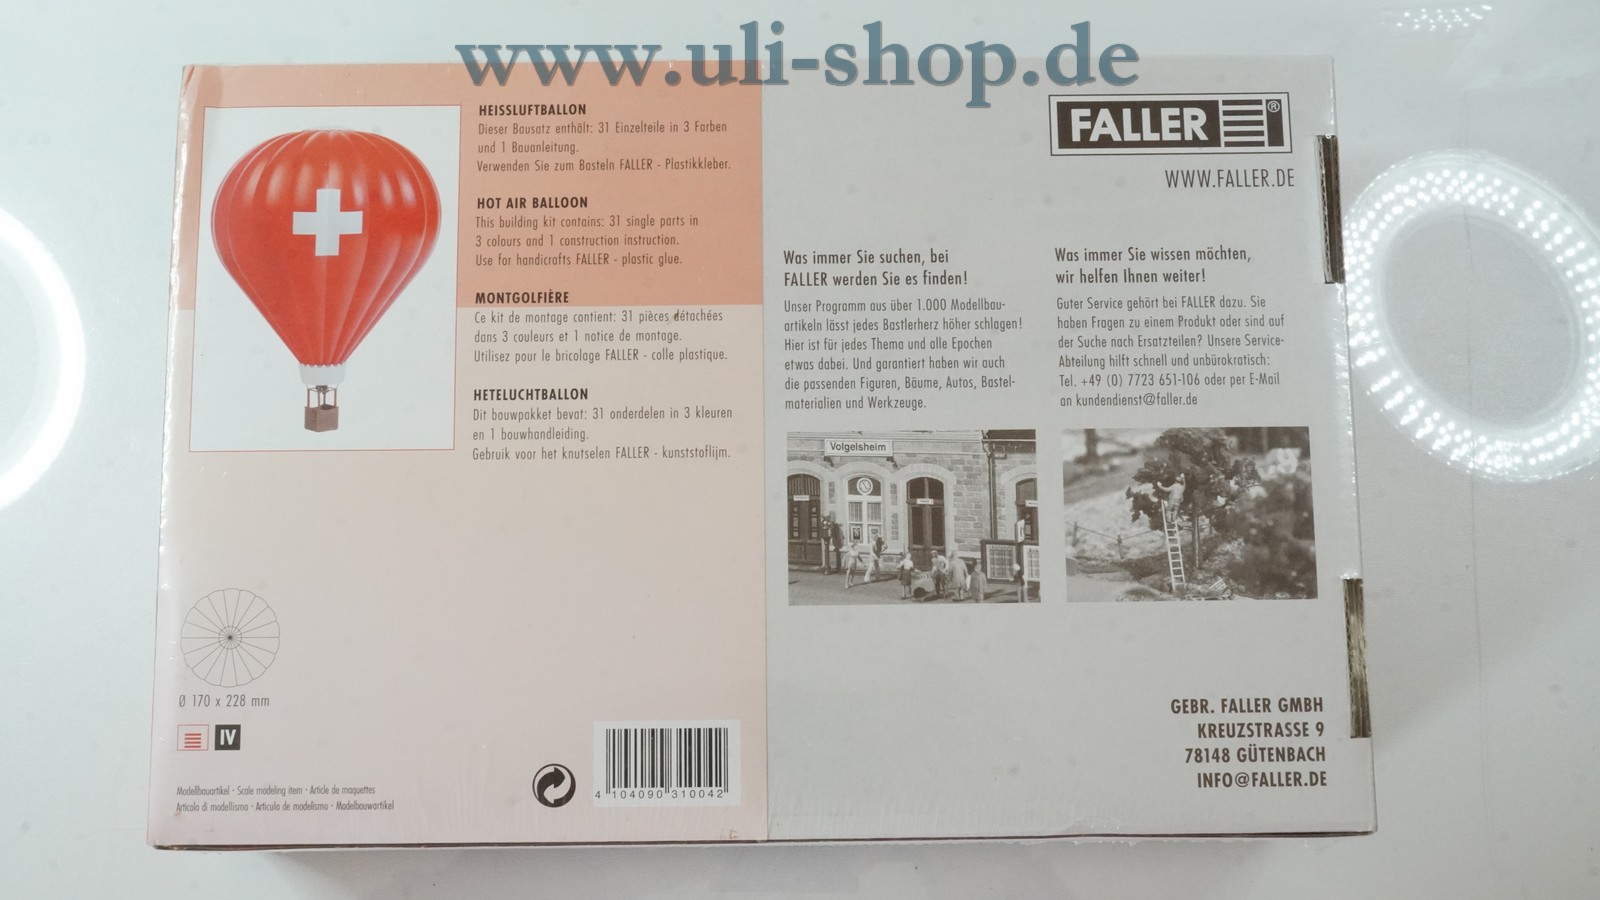 www.uli-shop.de
HEISSLUFTBALLON
Dieser Bausatz enthält: 31 Einzelteile in 3 Farben
und 1 Bauanleitung.
Verwenden Sie zum Basteln FALLER - Plastikkleber.
HOT AIR BALLOON
This building kit contains: 31 single parts in
3 colours and 1 construction instruction.
Use for handicrafts FALLER - plastic glue.
MONTGOLFIÈRE
Ce kit de montage contient: 31 pièces détachées
dans 3 couleurs et 1 notice de montage.
Utilisez pour le bricolage FALLER - colle plastique.
HETELUCHTBALLON
Dit bouwpakket bevat: 31 onderdelen in 3 kleuren
en 1 bouwhandleiding.
Gebruik voor het knutselen FALLER - kunststoflijm.
Ø 170 x 228 mm
IV
Modellbauartikel · Scale modeling item · Article de maquettes
Articolo di modellismo · Articulo de modelismo · Modelbouwartikel
4 104090 310042
FALLER ®
WWW.FALLER.DE
Was immer Sie suchen, bei
FALLER werden Sie es finden!
Unser Programm aus über 1.000 Modellbau-
artikeln lässt jedes Bastlerherz höher schlagen!
Hier ist für jedes Thema und alle Epochen
etwas dabei. Und garantiert haben wir auch
die passenden Figuren, Bäume, Autos, Bastel-
materialien und Werkzeuge.
Volgelsheim
Was immer Sie wissen möchten,
wir helfen Ihnen weiter!
Guter Service gehört bei FALLER dazu. Sie
haben Fragen zu einem Produkt oder sind auf
der Suche nach Ersatzteilen? Unsere Service-
Abteilung hilft schnell und unbürokratisch:
Tel. +49 (0) 7723 651-106 oder per E-Mail
an kundendienst@faller.de
GEBR. FALLER GMBH
KREUZSTRASSE 9
78148 GÜTENBACH
INFO@FALLER.DE